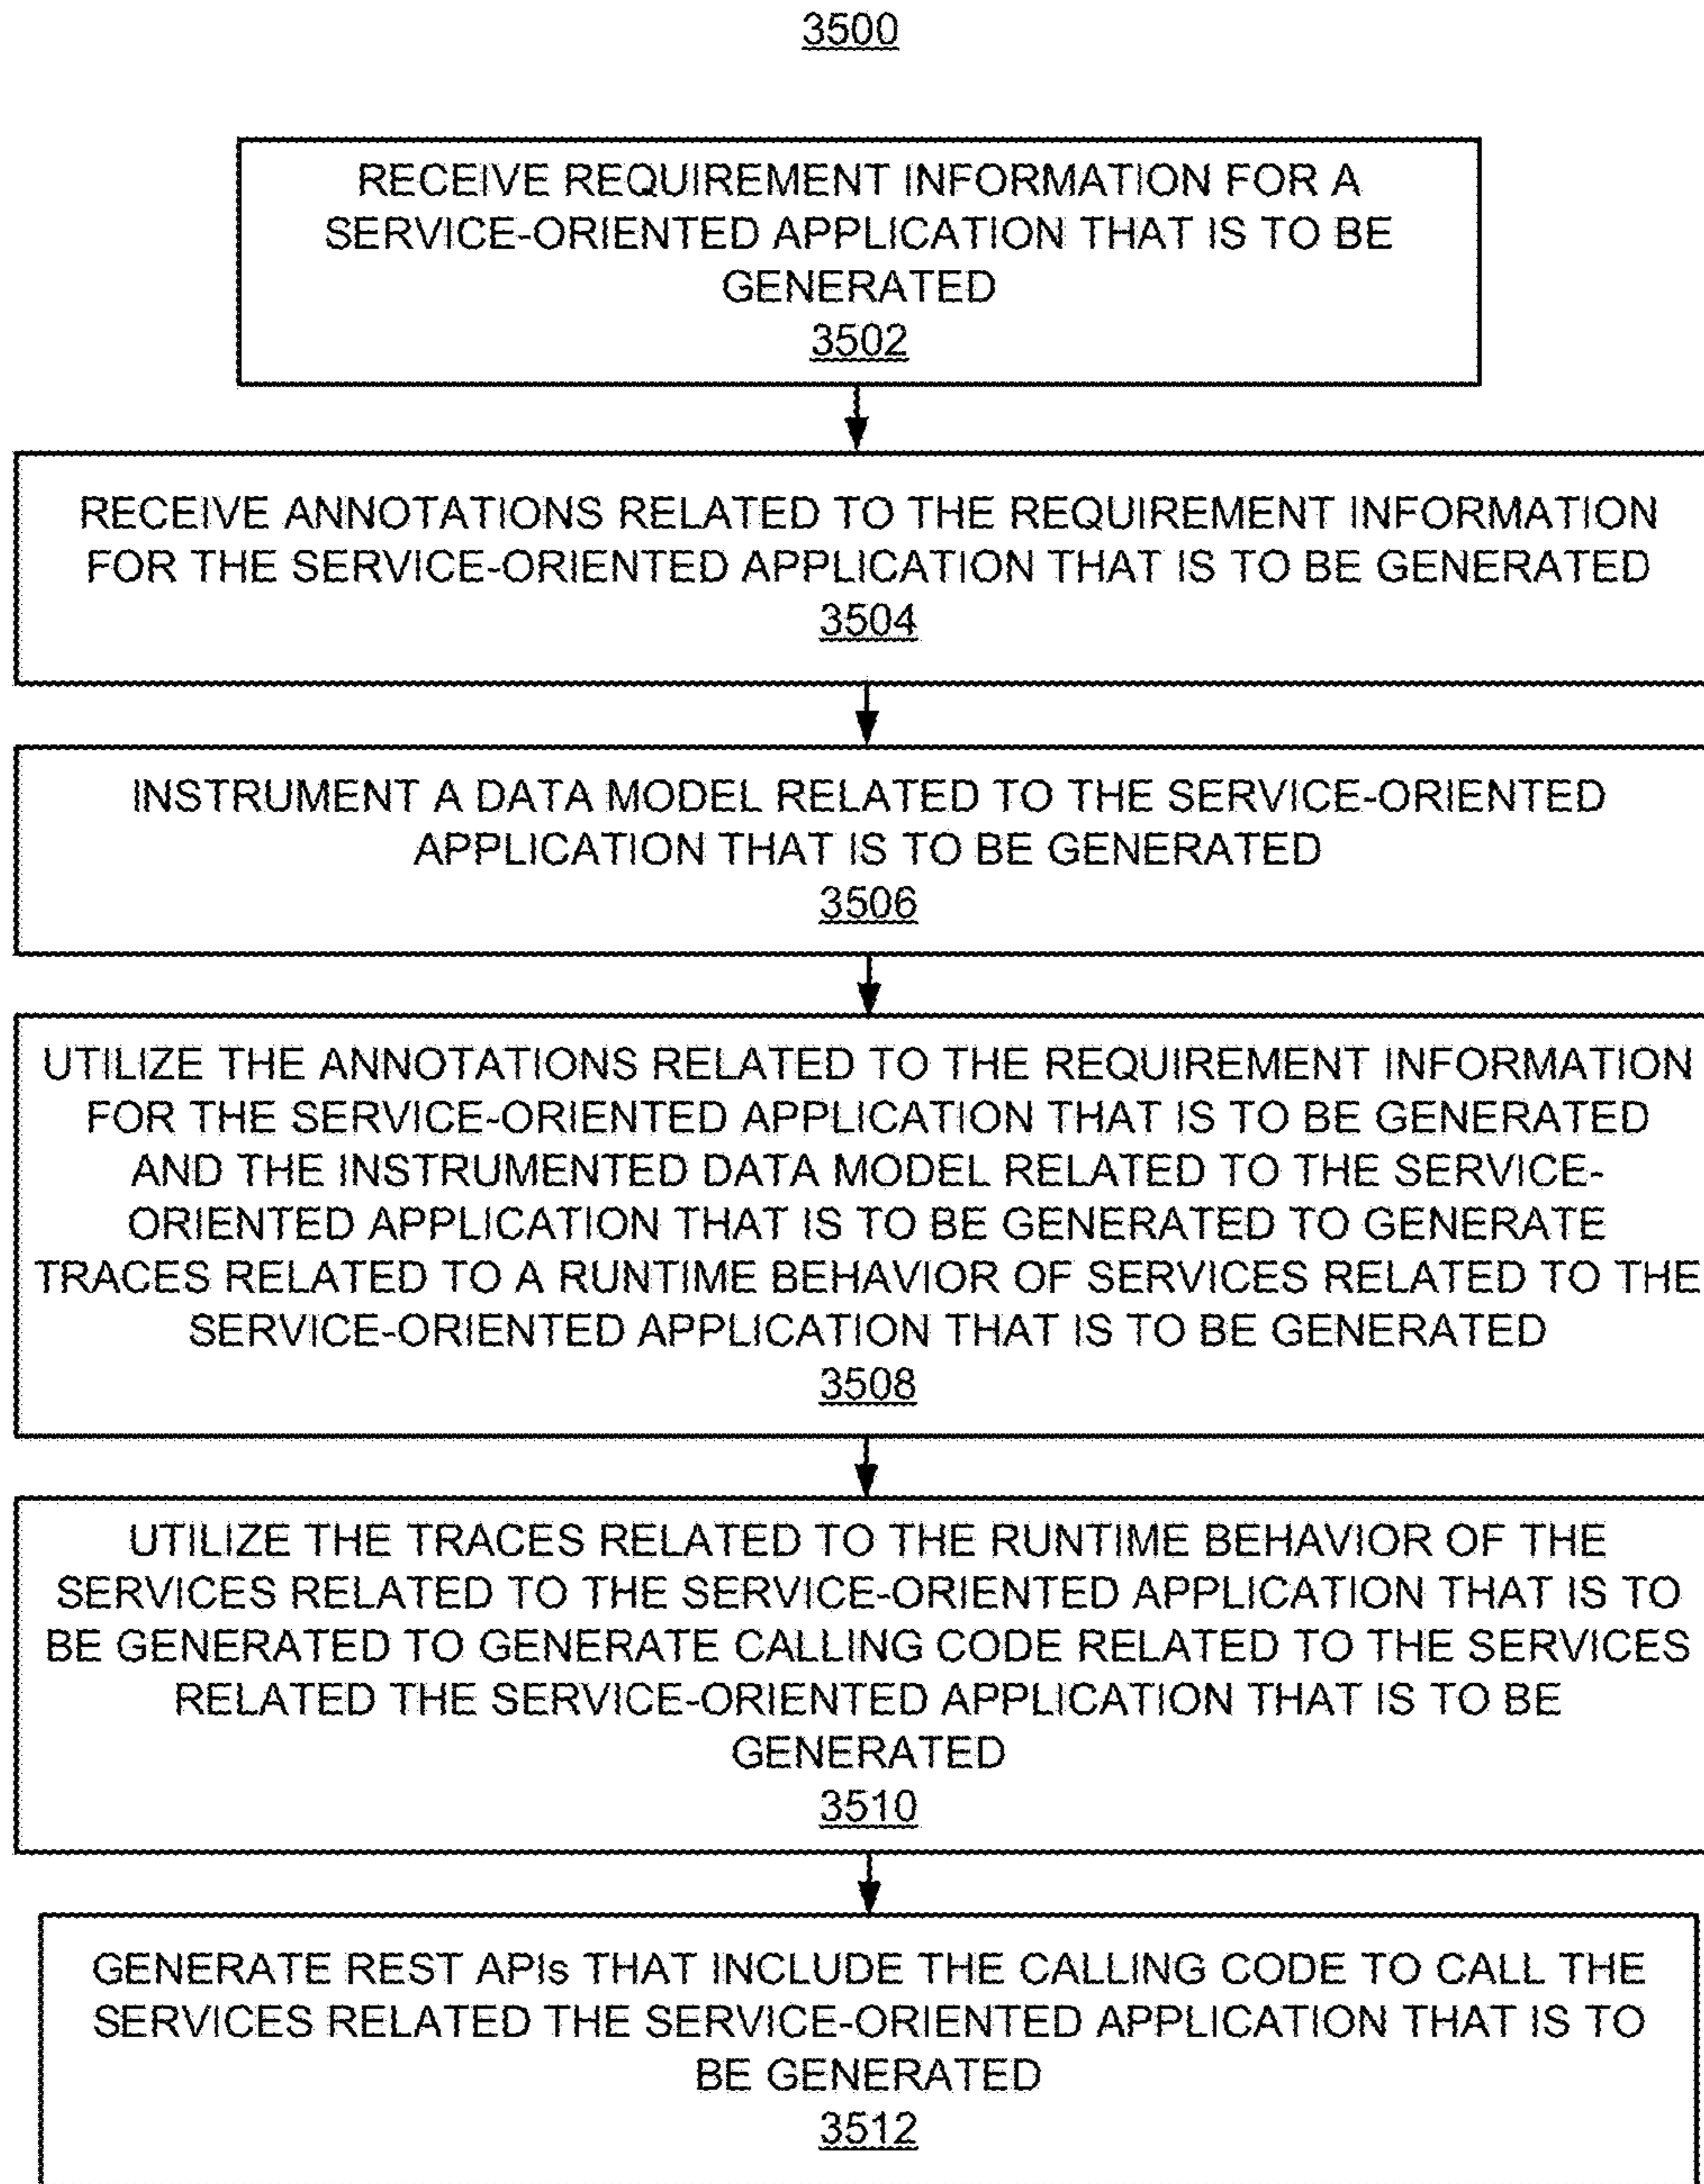 3500
RECEIVE REQUIREMENT INFORMATION FOR A
SERVICE-ORIENTED APPLICATION THAT IS TO BE
GENERATED
3502
RECEIVE ANNOTATIONS RELATED TO THE REQUIREMENT INFORMATION
FOR THE SERVICE-ORIENTED APPLICATION THAT IS TO BE GENERATED
3504
INSTRUMENT A DATA MODEL RELATED TO THE SERVICE-ORIENTED
APPLICATION THAT IS TO BE GENERATED
3506
UTILIZE THE ANNOTATIONS RELATED TO THE REQUIREMENT INFORMATION
FOR THE SERVICE-ORIENTED APPLICATION THAT IS TO BE GENERATED
AND THE INSTRUMENTED DATA MODEL RELATED TO THE SERVICE-
ORIENTED APPLICATION THAT IS TO BE GENERATED TO GENERATE
TRACES RELATED TO A RUNTIME BEHAVIOR OF SERVICES RELATED TO THE
SERVICE-ORIENTED APPLICATION THAT IS TO BE GENERATED
3508
UTILIZE THE TRACES RELATED TO THE RUNTIME BEHAVIOR OF THE
SERVICES RELATED TO THE SERVICE-ORIENTED APPLICATION THAT IS TO
BE GENERATED TO GENERATE CALLING CODE RELATED TO THE SERVICES
RELATED THE SERVICE-ORIENTED APPLICATION THAT IS TO BE
GENERATED
3510
GENERATE REST APIs THAT INCLUDE THE CALLING CODE TO CALL THE
SERVICES RELATED THE SERVICE-ORIENTED APPLICATION THAT IS TO
BE GENERATED
3512